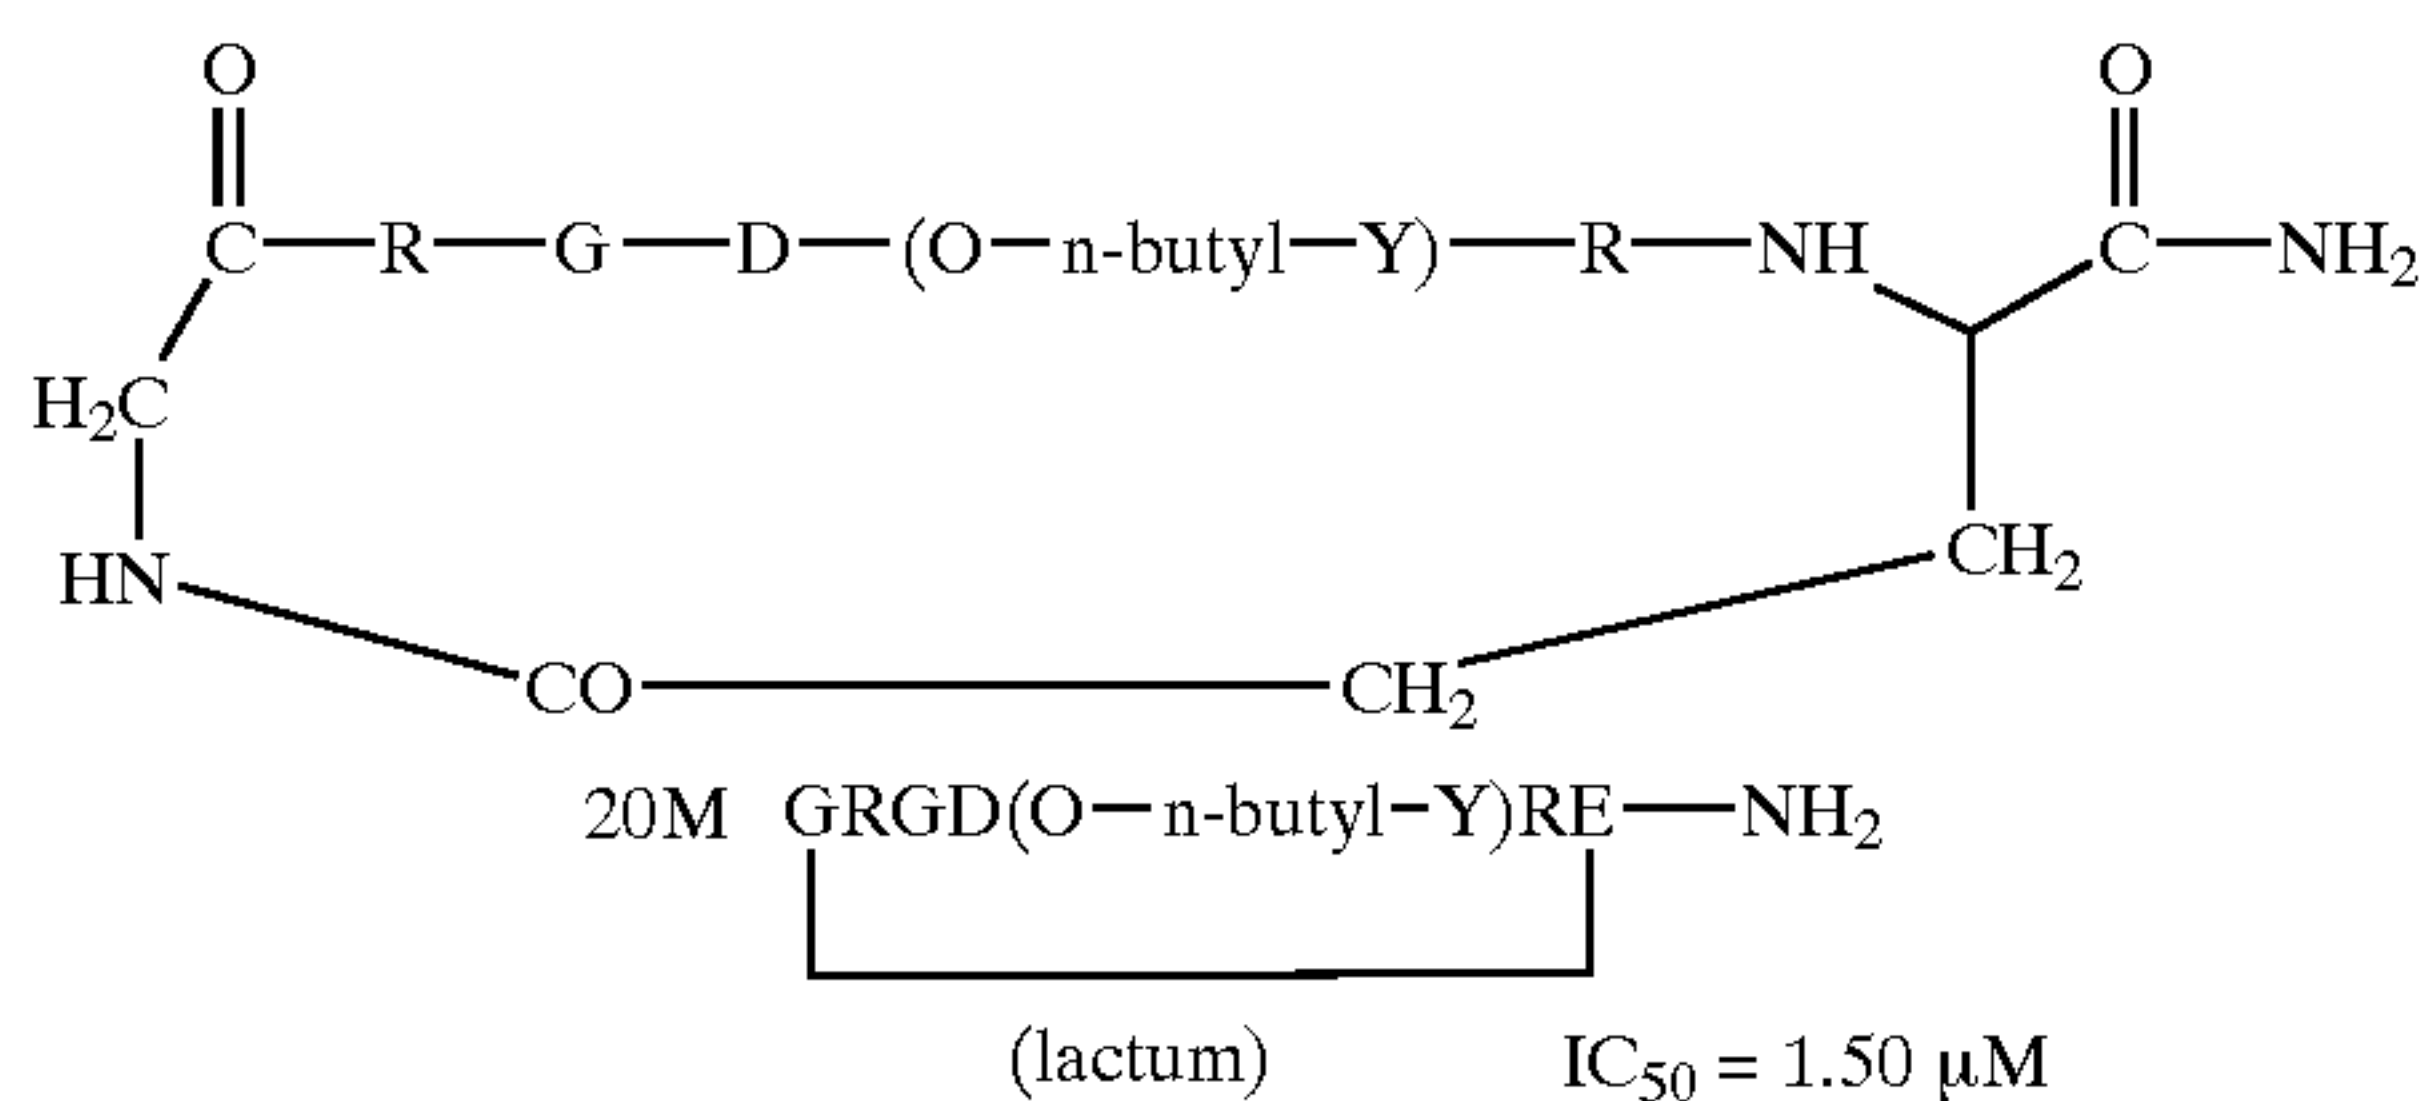 O O
C—R—G—D—(O—n-butyl—Y)—R—NH C—NH₂
H₂C
HN CH₂
CO CH₂
20M GRGD(O—n-butyl—Y)RE—NH₂
(lactum) IC₅₀ = 1.50 μM